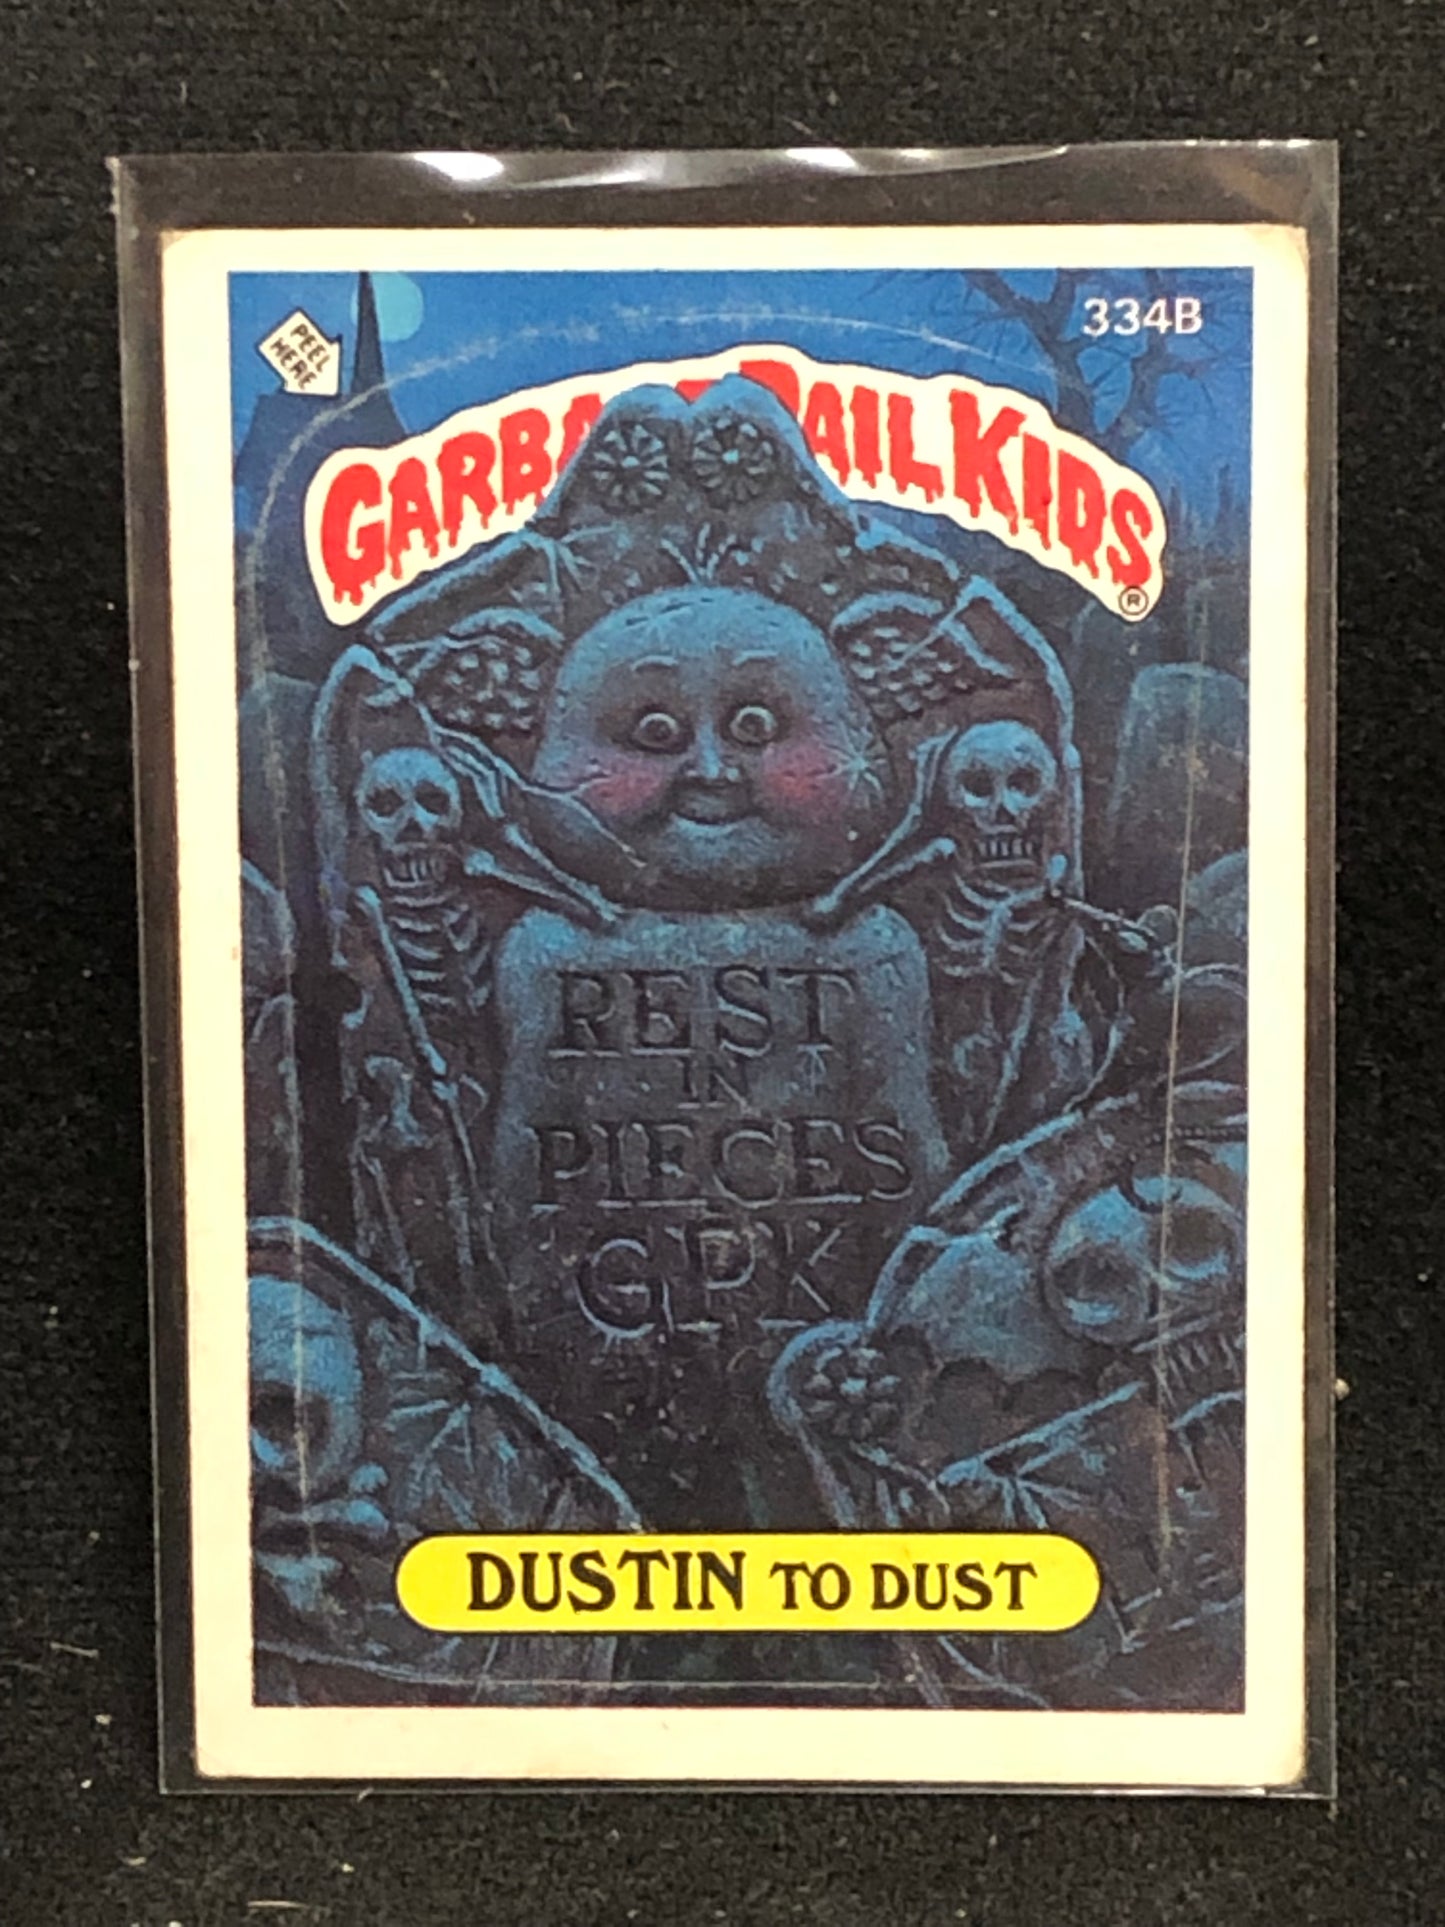 PEEL
HERE
334B
GARBA PAIL KIDS
®
REST
IN
PIECES
GPK
DUSTIN TO DUST